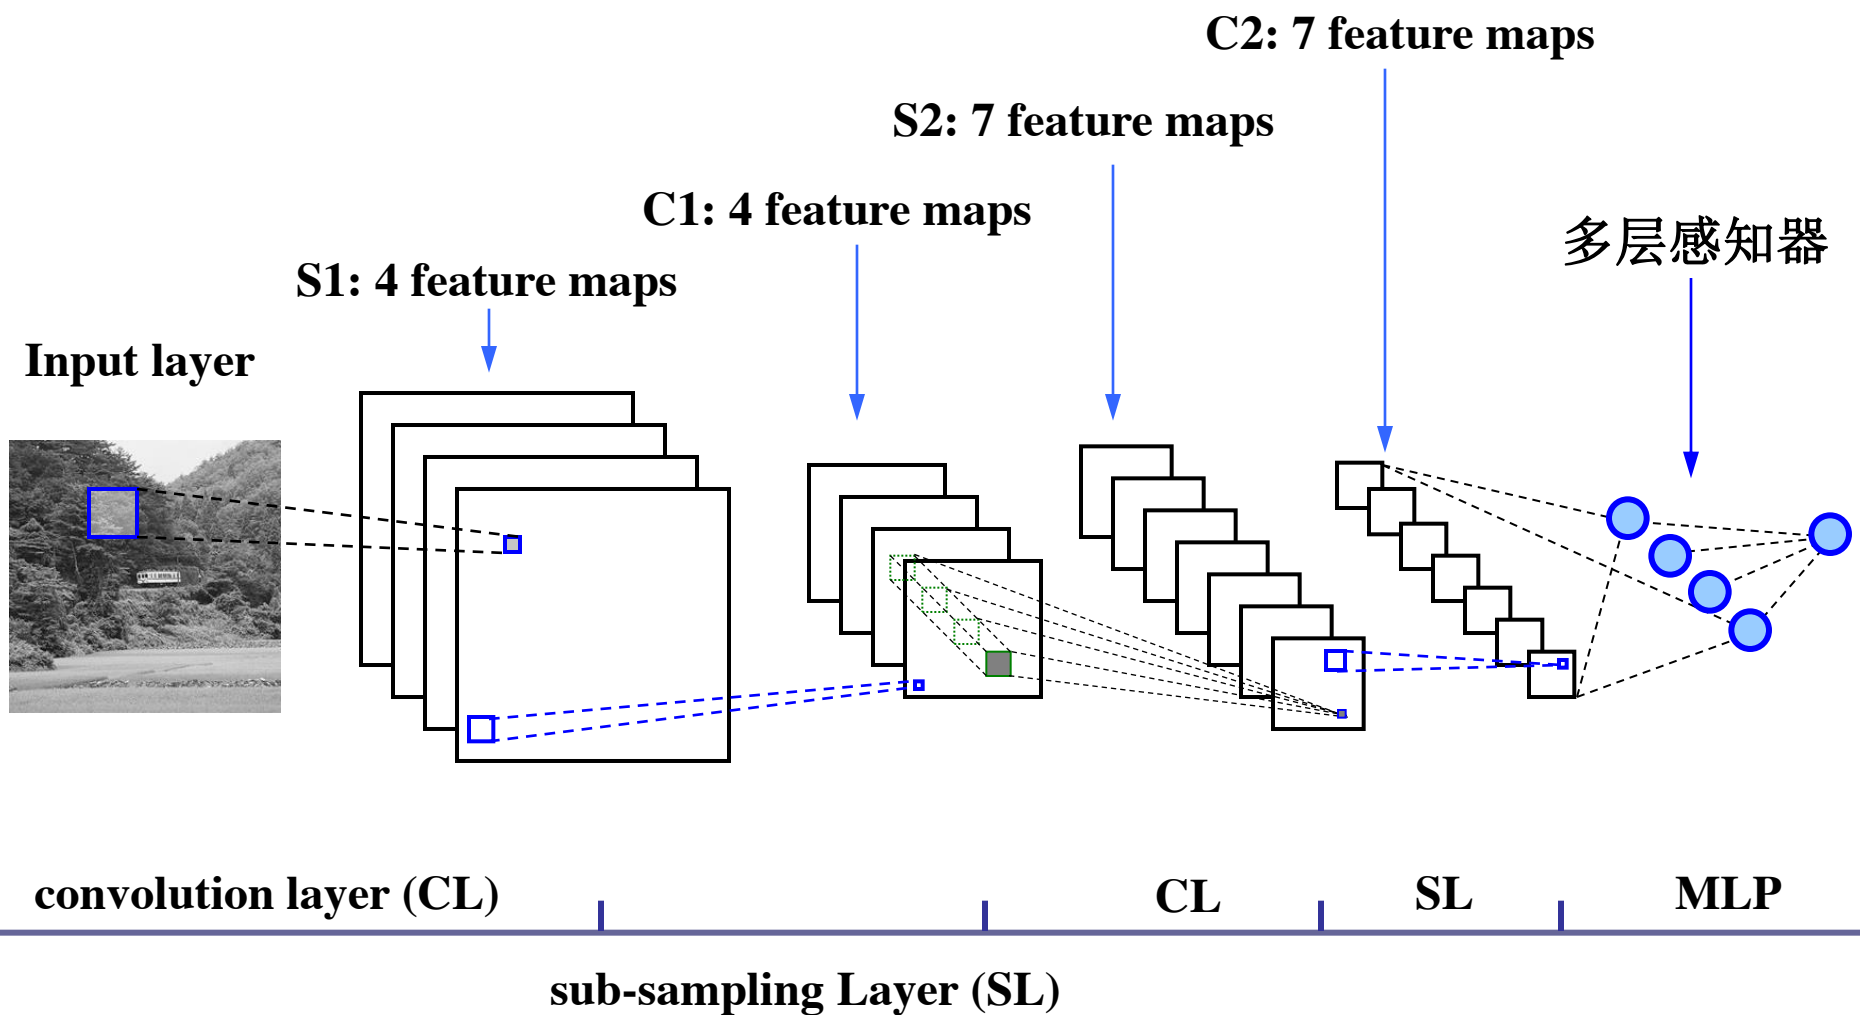 C2: 7 feature maps
S2: 7 feature maps
C1: 4 feature maps
多层感知器
S1: 4 feature maps
Input layer
convolution layer (CL)
CL
SL
MLP
sub-sampling Layer (SL)